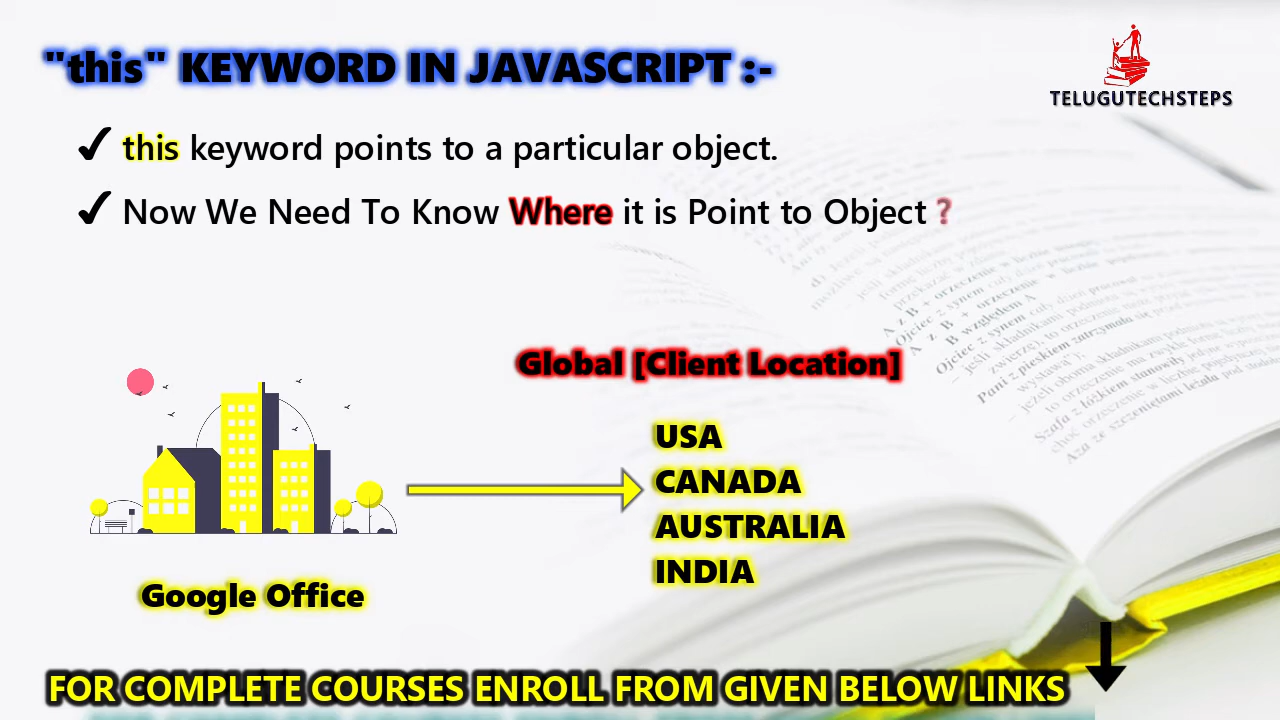 "this" KEYWORD IN JAVASCRIPT :-
TELUGUTECHSTEPS
✔ this keyword points to a particular object.
✔ Now We Need To Know Where it is Point to Object ?
Global [Client Location]
USA
CANADA
AUSTRALIA
INDIA
Google Office
FOR COMPLETE COURSES ENROLL FROM GIVEN BELOW LINKS